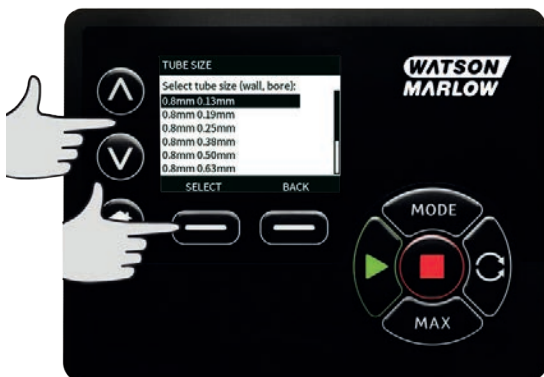 TUBE SIZE
Select tube size (wall, bore):
0.8mm 0.13mm
0.8mm 0.19mm
0.8mm 0.25mm
0.8mm 0.38mm
0.8mm 0.50mm
0.8mm 0.63mm
SELECT BACK
WATSON
MARLOW
MODE
MAX